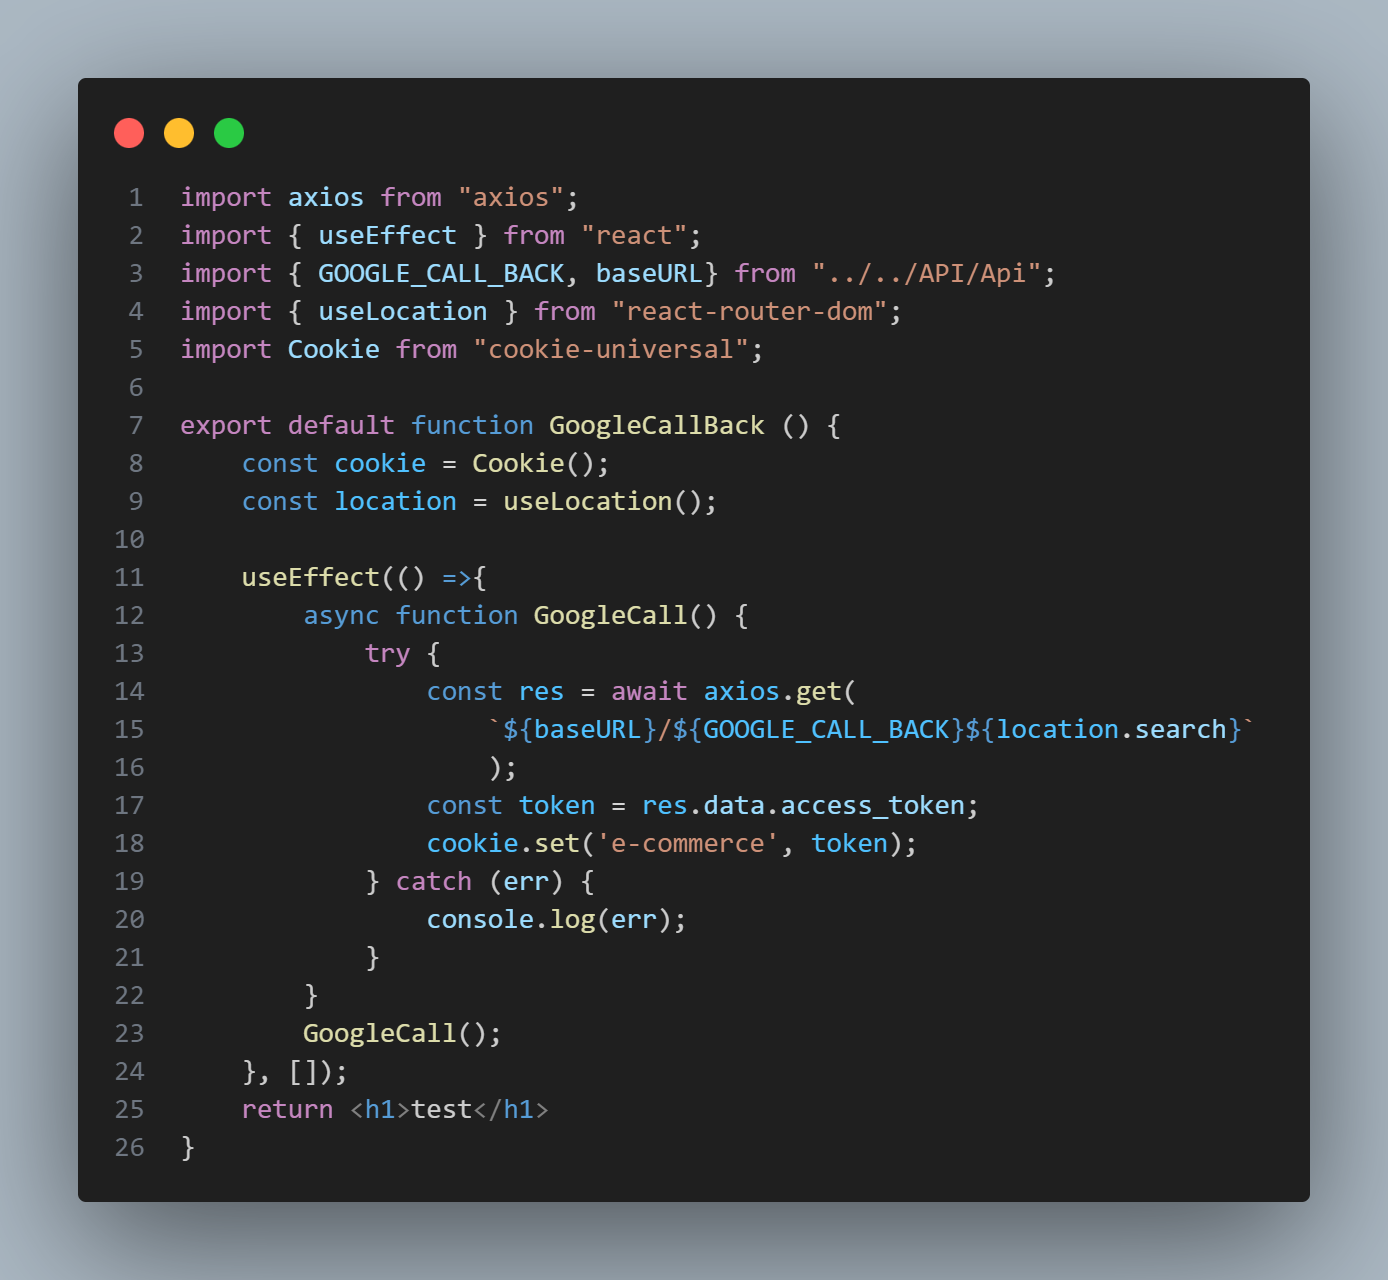 1 import axios from "axios";
2 import { useEffect } from "react";
3 import { GOOGLE_CALL_BACK, baseURL} from "../../API/Api";
4 import { useLocation } from "react-router-dom";
5 import Cookie from "cookie-universal";
6
7 export default function GoogleCallBack () {
8     const cookie = Cookie();
9     const location = useLocation();
10
11     useEffect(() =>{
12         async function GoogleCall() {
13             try {
14                 const res = await axios.get(
15                     `${baseURL}/${GOOGLE_CALL_BACK}${location.search}`
16                     );
17                 const token = res.data.access_token;
18                 cookie.set('e-commerce', token);
19             } catch (err) {
20                 console.log(err);
21             }
22         }
23         GoogleCall();
24     }, []);
25     return <h1>test</h1>
26 }